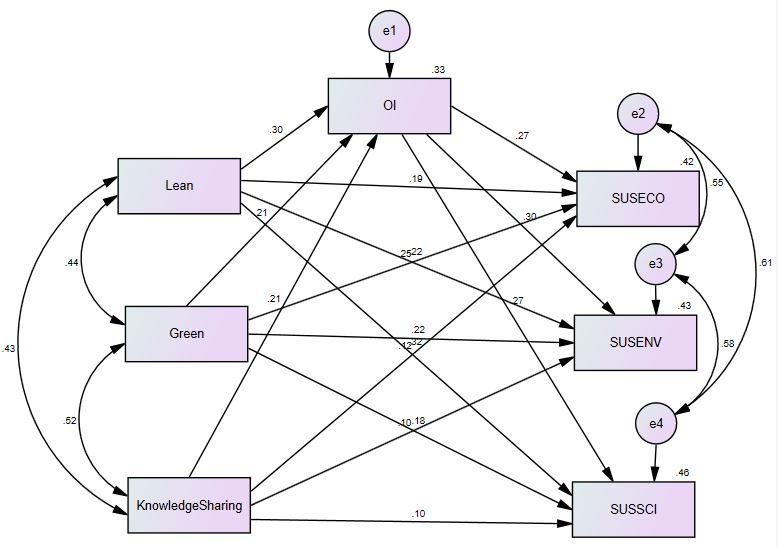 e1
.33
OI
e2
.30
.27
.42
.55
Lean
.19
SUSECO
.21
.30
.25
.22
e3
.44
.61
.21
.27
.43
Green
.22
SUSENV
.58
.43
.12
.32
.52
.10
.18
e4
.46
KnowledgeSharing
.10
SUSSCI